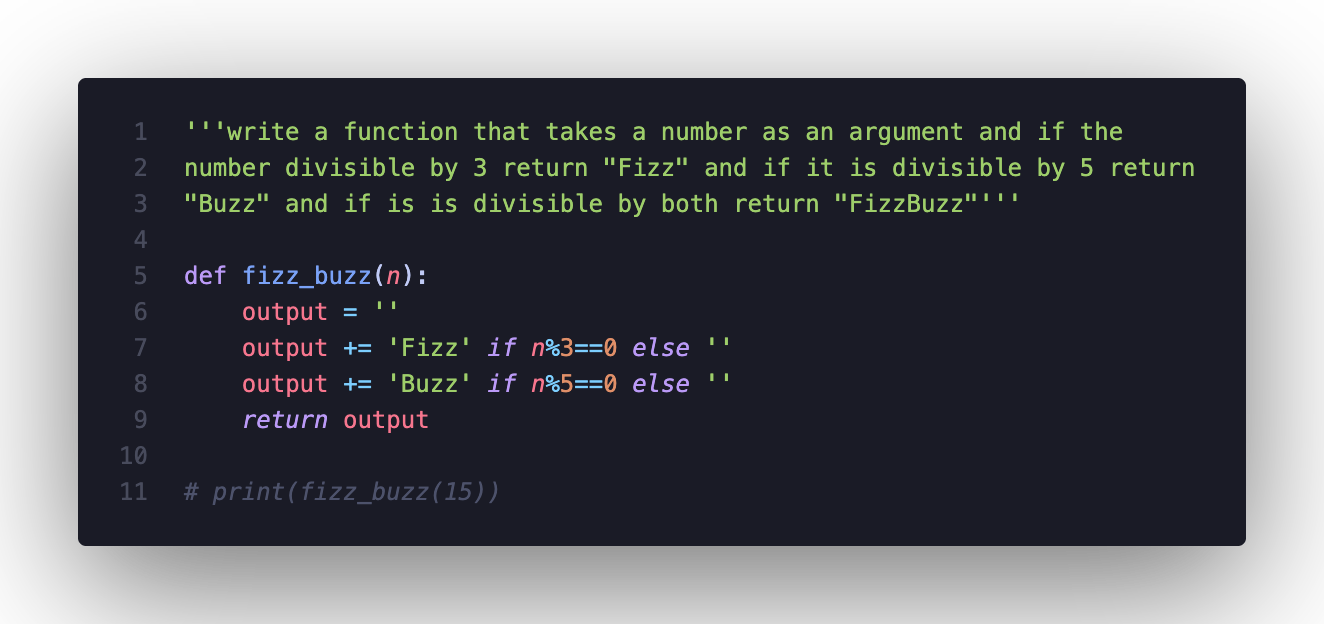 1 '''write a function that takes a number as an argument and if the
2 number divisible by 3 return "Fizz" and if it is divisible by 5 return
3 "Buzz" and if is is divisible by both return "FizzBuzz"'''
4
5 def fizz_buzz(n):
6     output = ''
7     output += 'Fizz' if n%3==0 else ''
8     output += 'Buzz' if n%5==0 else ''
9     return output
10
11 # print(fizz_buzz(15))